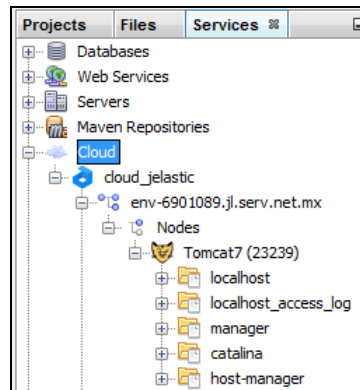 Projects Files Services
Databases
Web Services
Servers
Maven Repositories
Cloud
cloud_jelastic
env-6901089.jl.serv.net.mx
Nodes
Tomcat7 (23239)
localhost
localhost_access_log
manager
catalina
host-manager